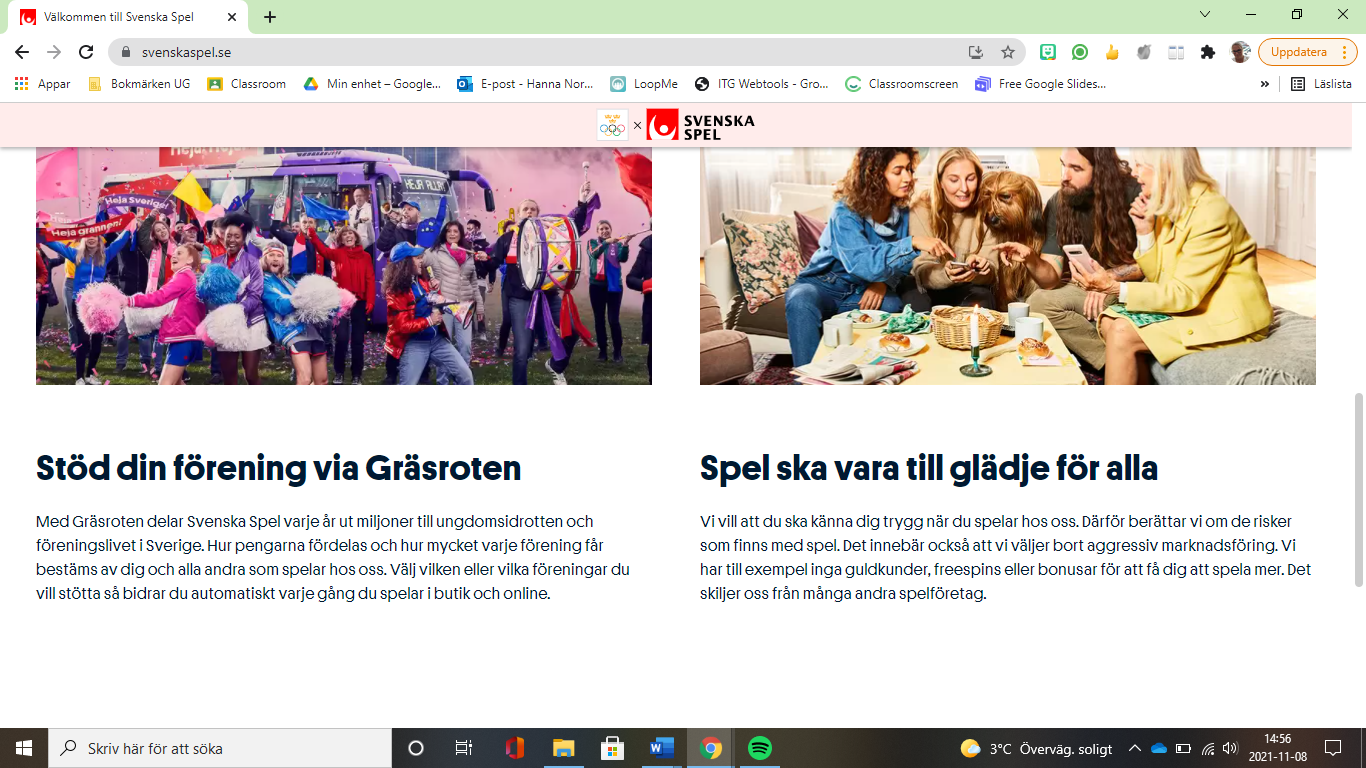 Välkommen till Svenska Spel
svenskaspel.se
Uppdatera
Appar
Bokmärken UG
Classroom
Min enhet – Google...
E-post - Hanna Nor...
LoopMe
ITG Webtools - Gro...
Classroomscreen
Free Google Slides...
»
Läslista
× SVENSKA
SPEL
Heja!Heja!
HEJA ALLA!
Heja Sverige!
Heja grannen!
Stöd din förening via Gräsroten
Med Gräsroten delar Svenska Spel varje år ut miljoner till ungdomsidrotten och
föreningslivet i Sverige. Hur pengarna fördelas och hur mycket varje förening får
bestäms av dig och alla andra som spelar hos oss. Välj vilken eller vilka föreningar du
vill stötta så bidrar du automatiskt varje gång du spelar i butik och online.
Spel ska vara till glädje för alla
Vi vill att du ska känna dig trygg när du spelar hos oss. Därför berättar vi om de risker
som finns med spel. Det innebär också att vi väljer bort aggressiv marknadsföring. Vi
har till exempel inga guldkunder, freespins eller bonusar för att få dig att spela mer. Det
skiljer oss från många andra spelföretag.
Skriv här för att söka
3°C Överväg. soligt
14:56
2021-11-08